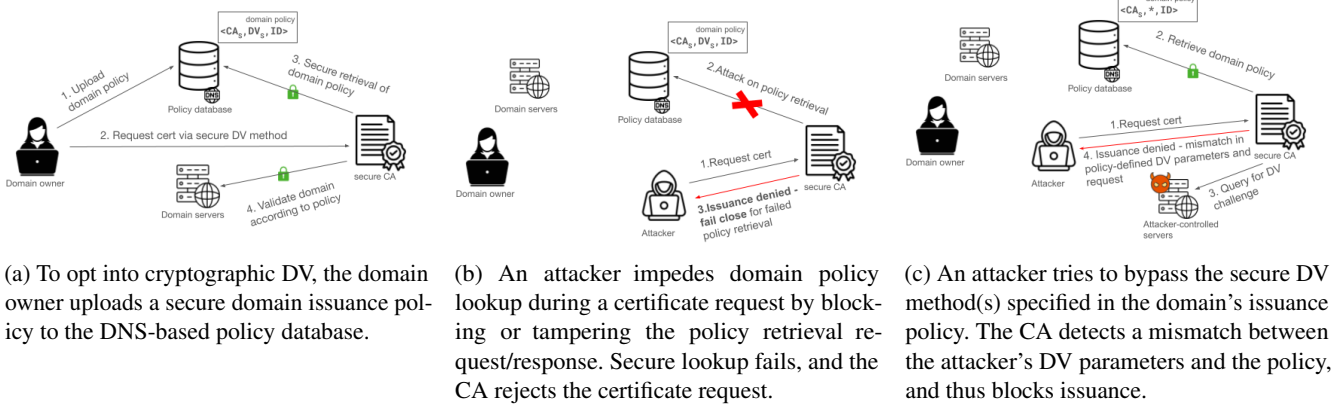 domain policy
<CA_S,DV_S,ID>
1. Upload
domain policy
DNS
Policy database
3. Secure retrieval of
domain policy
2. Request cert via secure DV method
Domain owner
secure CA
Domain servers
4. Validate domain
according to policy
(a) To opt into cryptographic DV, the domain
owner uploads a secure domain issuance pol-
icy to the DNS-based policy database.
domain policy
<CA_S,DV_S,ID>
Domain servers
2.Attack on policy retrieval
DNS
Policy database
Domain owner
1.Request cert
secure CA
3.Issuance denied -
fail close for failed
policy retrieval
Attacker
(b) An attacker impedes domain policy
lookup during a certificate request by block-
ing or tampering the policy retrieval re-
quest/response. Secure lookup fails, and the
CA rejects the certificate request.
domain policy
<CA_S,*,ID>
Domain servers
2. Retrieve domain policy
DNS
Policy database
Domain owner
1.Request cert
secure CA
4. Issuance denied - mismatch in
policy-defined DV parameters and
request
Attacker
3. Query for DV
challenge
Attacker-controlled
servers
(c) An attacker tries to bypass the secure DV
method(s) specified in the domain's issuance
policy. The CA detects a mismatch between
the attacker's DV parameters and the policy,
and thus blocks issuance.